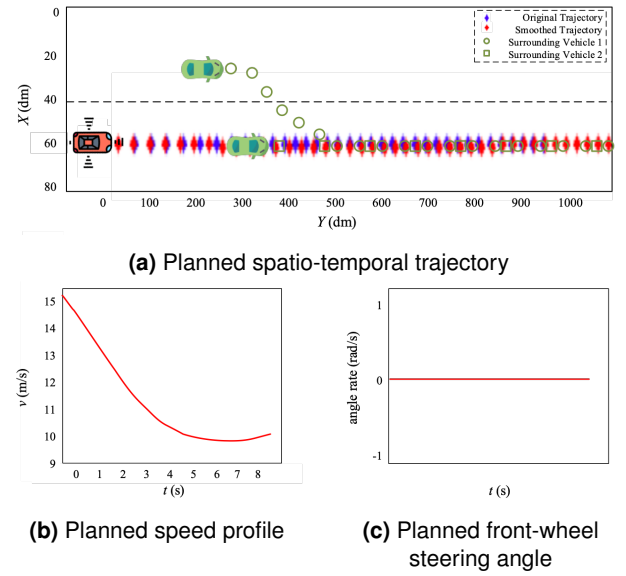 0
20
40
60
80
X (dm)
Original Trajectory
Smoothed Trajectory
Surrounding Vehicle 1
Surrounding Vehicle 2
0 100 200 300 400 500 600 700 800 900 1000
Y (dm)
(a) Planned spatio-temporal trajectory
15
14
13
12
11
10
9
v (m/s)
0 1 2 3 4 5 6 7 8
t (s)
(b) Planned speed profile
1
0
-1
angle rate (rad/s)
t (s)
(c) Planned front-wheel
steering angle